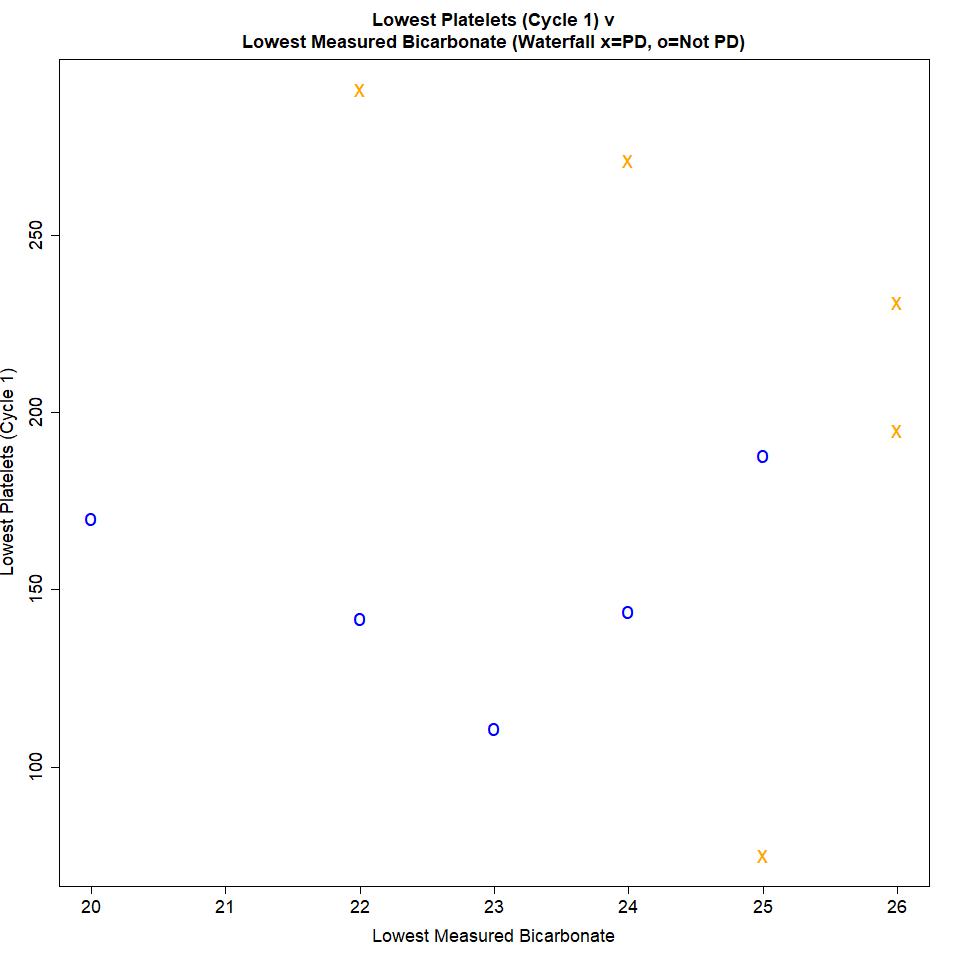 Lowest Platelets (Cycle 1) v
Lowest Measured Bicarbonate (Waterfall x=PD, o=Not PD)
Lowest Platelets (Cycle 1)
250
200
150
100
X
X
X
X
O
O
O
O
O
X
20 21 22 23 24 25 26
Lowest Measured Bicarbonate